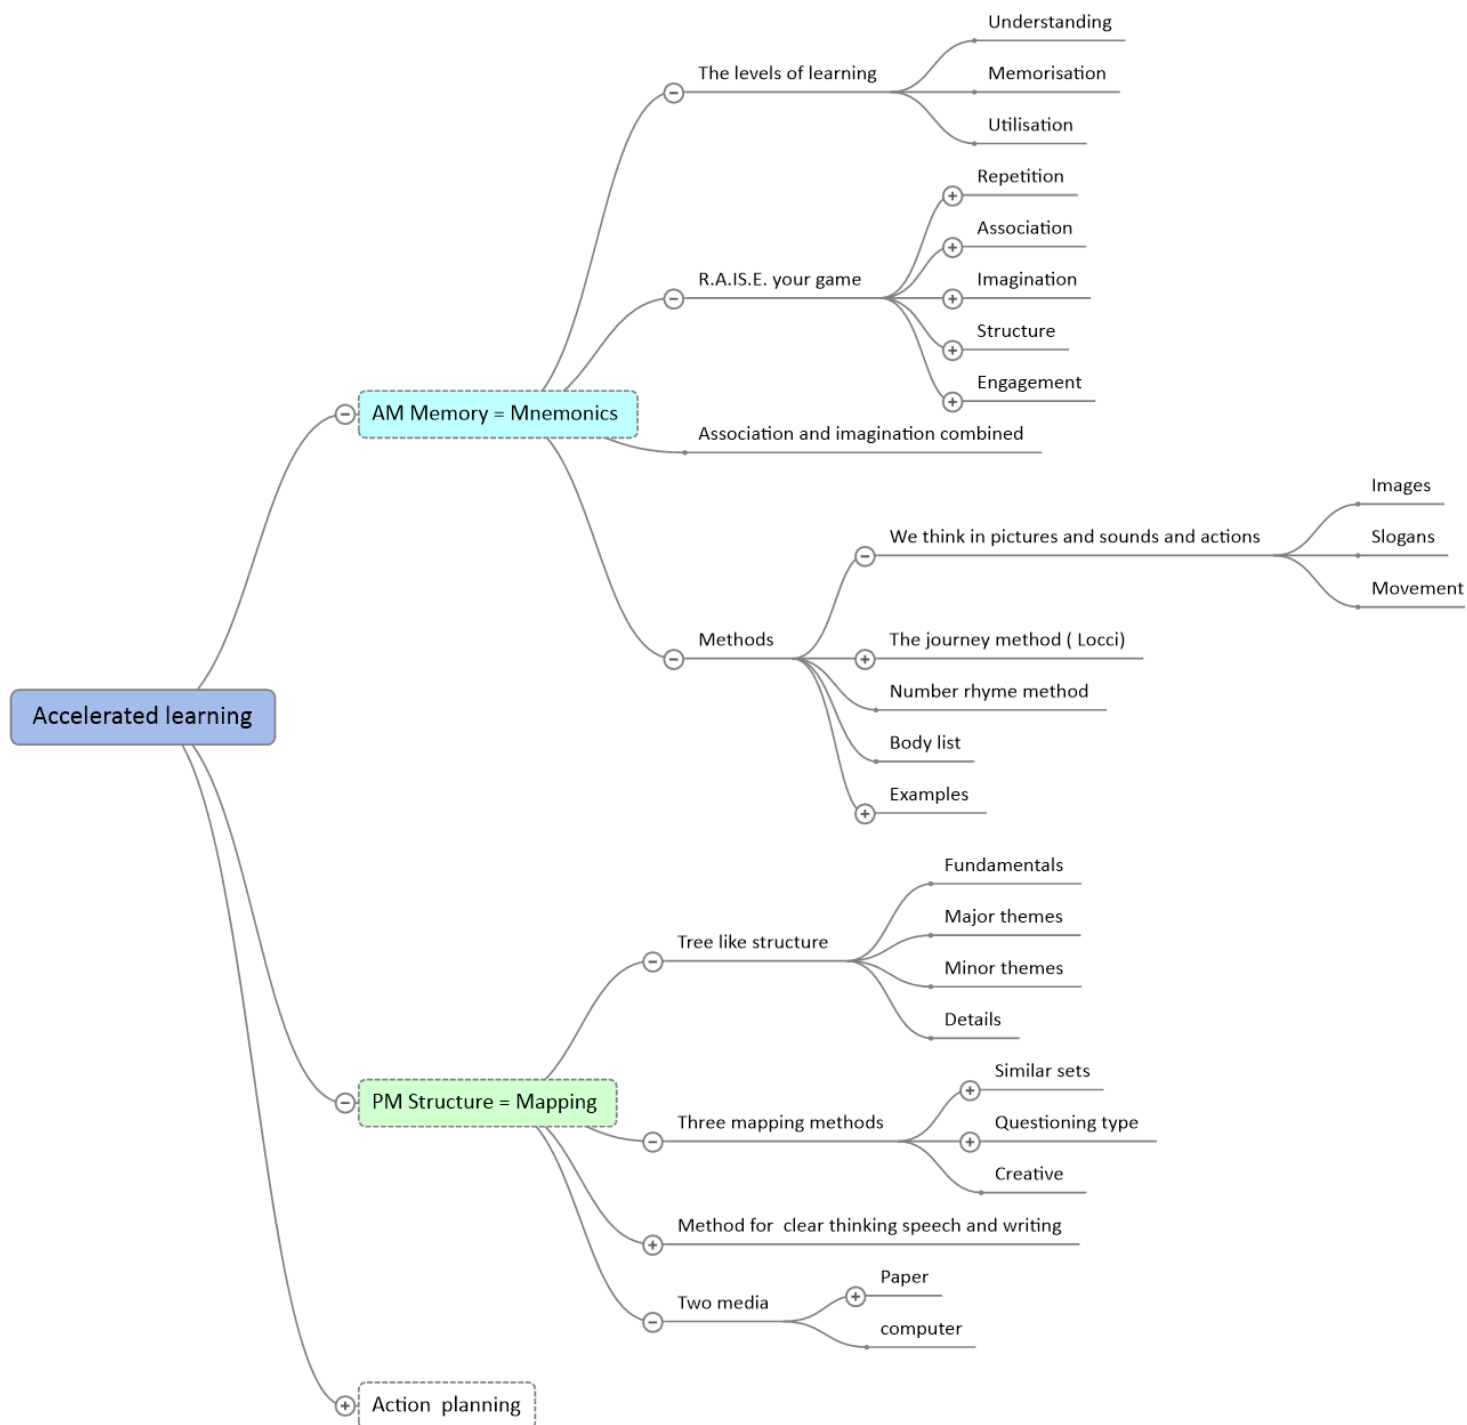 Accelerated learning
AM Memory = Mnemonics
The levels of learning
Understanding
Memorisation
Utilisation
R.A.IS.E. your game
Repetition
Association
Imagination
Structure
Engagement
Association and imagination combined
Methods
We think in pictures and sounds and actions
Images
Slogans
Movement
The journey method ( Locci)
Number rhyme method
Body list
Examples
PM Structure = Mapping
Tree like structure
Fundamentals
Major themes
Minor themes
Details
Three mapping methods
Similar sets
Questioning type
Creative
Method for  clear thinking speech and writing
Two media
Paper
computer
Action  planning